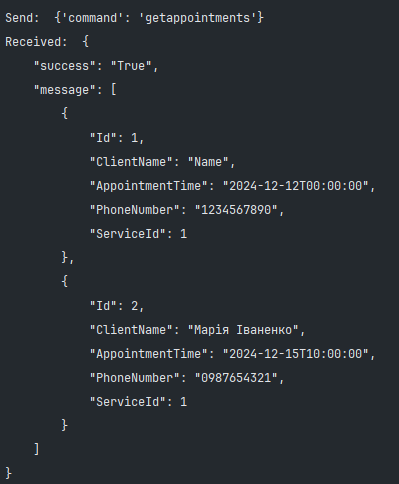 Send:  {'command': 'getappointments'}
Received:  {
    "success": "True",
    "message": [
        {
            "Id": 1,
            "ClientName": "Name",
            "AppointmentTime": "2024-12-12T00:00:00",
            "PhoneNumber": "1234567890",
            "ServiceId": 1
        },
        {
            "Id": 2,
            "ClientName": "Марія Іваненко",
            "AppointmentTime": "2024-12-15T10:00:00",
            "PhoneNumber": "0987654321",
            "ServiceId": 1
        }
    ]
}